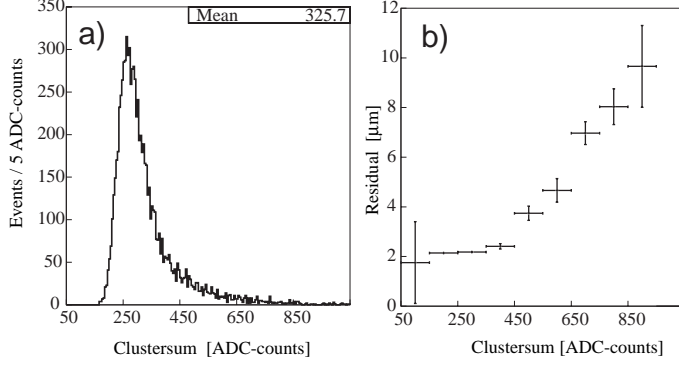 a)
Mean 325.7
Events / 5 ADC-counts
350
300
250
200
150
100
50
0
50 250 450 650 850
Clustersum [ADC-counts]
b)
Residual [μm]
12
10
8
6
4
2
0
50 250 450 650 850
Clustersum [ADC-counts]